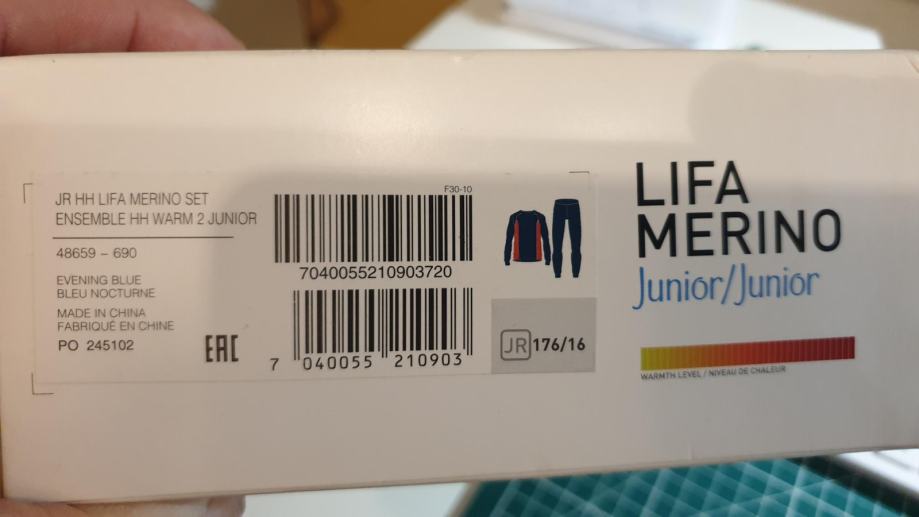 JR HH LIFA MERINO SET
ENSEMBLE HH WARM 2 JUNIOR
48659 – 690
EVENING BLUE
BLEU NOCTURNE
MADE IN CHINA
FABRIQUÉ EN CHINE
PO 245102
EAC
F30-10
7040055210903720
7 040055 210903
JR 176/16
LIFA
MERINO
Junior/Junior
WARMTH LEVEL / NIVEAU DE CHALEUR